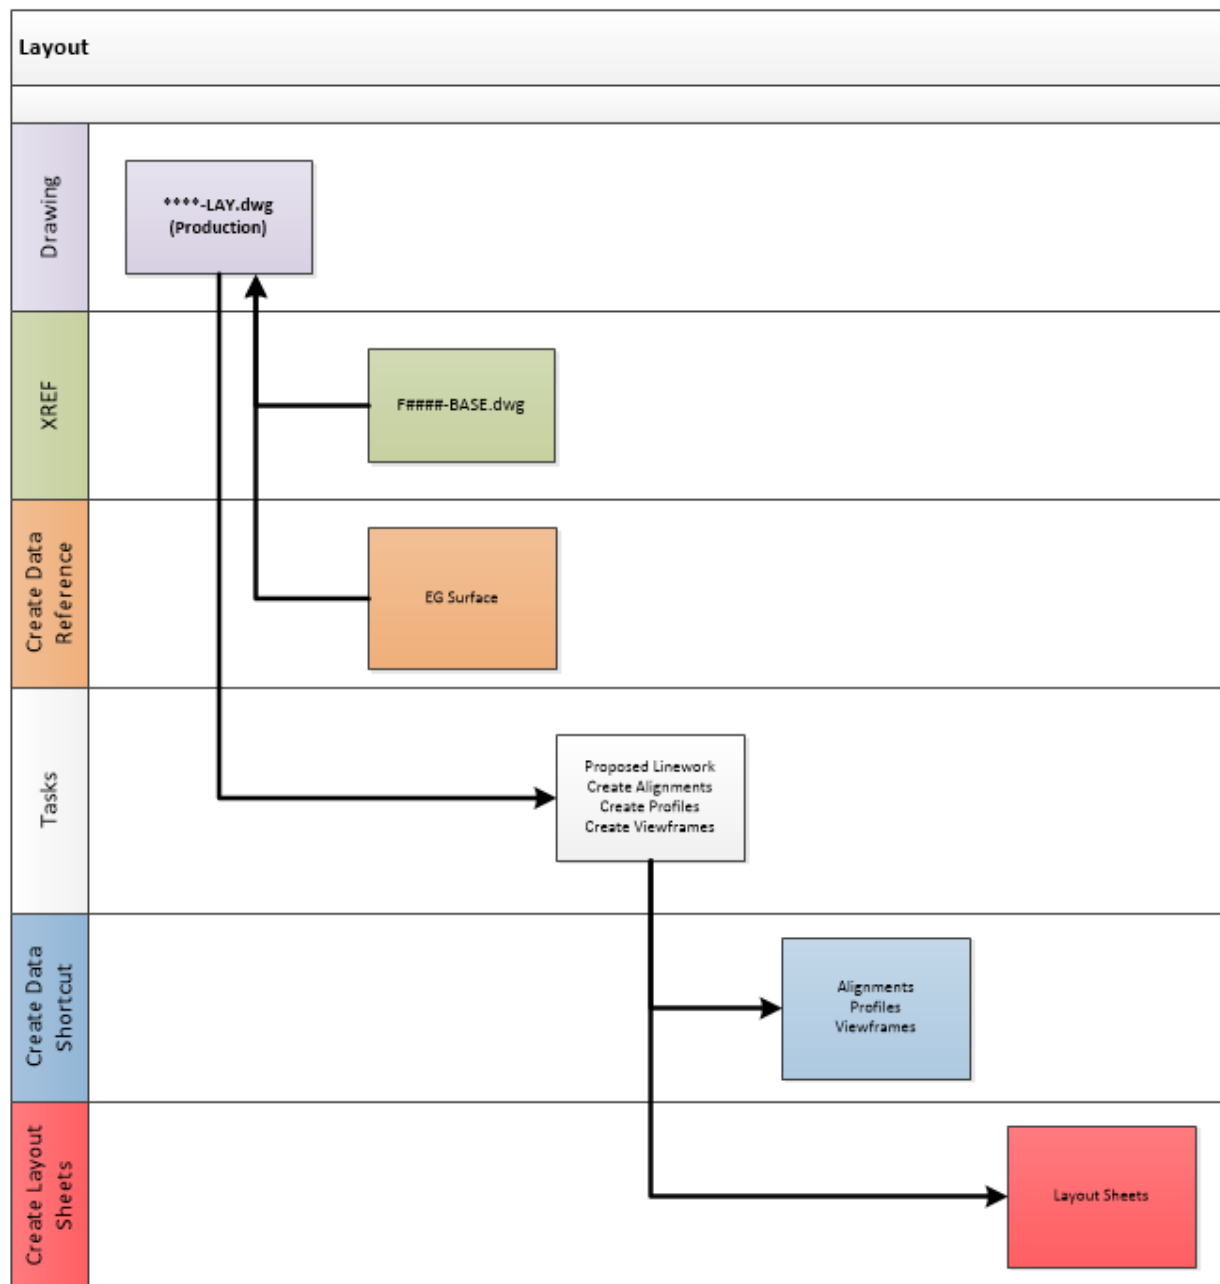 Layout
Drawing
****-LAY.dwg
(Production)
XREF
F####-BASE.dwg
Create Data
Reference
EG Surface
Tasks
Proposed Linework
Create Alignments
Create Profiles
Create Viewframes
Create Data
Shortcut
Alignments
Profiles
Viewframes
Create Layout
Sheets
Layout Sheets